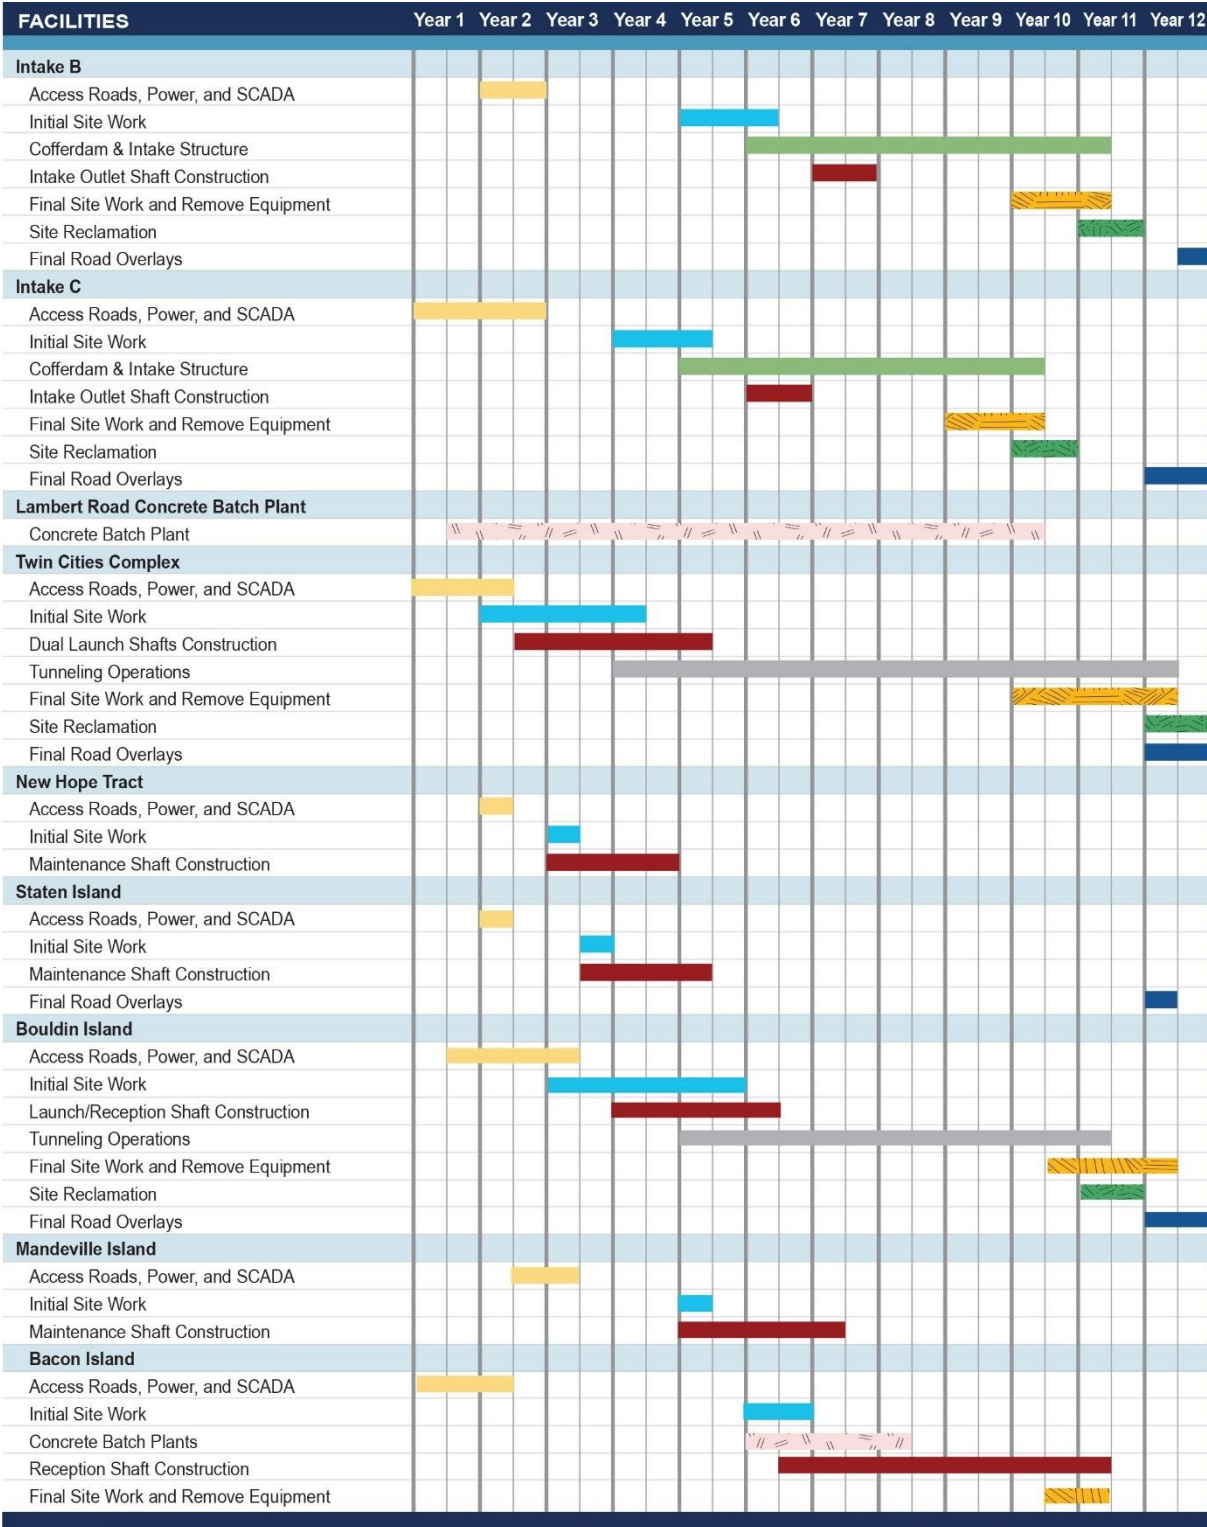 FACILITIES Year 1 Year 2 Year 3 Year 4 Year 5 Year 6 Year 7 Year 8 Year 9 Year 10 Year 11 Year 12
Intake B
Access Roads, Power, and SCADA
Initial Site Work
Cofferdam & Intake Structure
Intake Outlet Shaft Construction
Final Site Work and Remove Equipment
Site Reclamation
Final Road Overlays
Intake C
Access Roads, Power, and SCADA
Initial Site Work
Cofferdam & Intake Structure
Intake Outlet Shaft Construction
Final Site Work and Remove Equipment
Site Reclamation
Final Road Overlays
Lambert Road Concrete Batch Plant
Concrete Batch Plant
Twin Cities Complex
Access Roads, Power, and SCADA
Initial Site Work
Dual Launch Shafts Construction
Tunneling Operations
Final Site Work and Remove Equipment
Site Reclamation
Final Road Overlays
New Hope Tract
Access Roads, Power, and SCADA
Initial Site Work
Maintenance Shaft Construction
Staten Island
Access Roads, Power, and SCADA
Initial Site Work
Maintenance Shaft Construction
Final Road Overlays
Bouldin Island
Access Roads, Power, and SCADA
Initial Site Work
Launch/Reception Shaft Construction
Tunneling Operations
Final Site Work and Remove Equipment
Site Reclamation
Final Road Overlays
Mandeville Island
Access Roads, Power, and SCADA
Initial Site Work
Maintenance Shaft Construction
Bacon Island
Access Roads, Power, and SCADA
Initial Site Work
Concrete Batch Plants
Reception Shaft Construction
Final Site Work and Remove Equipment